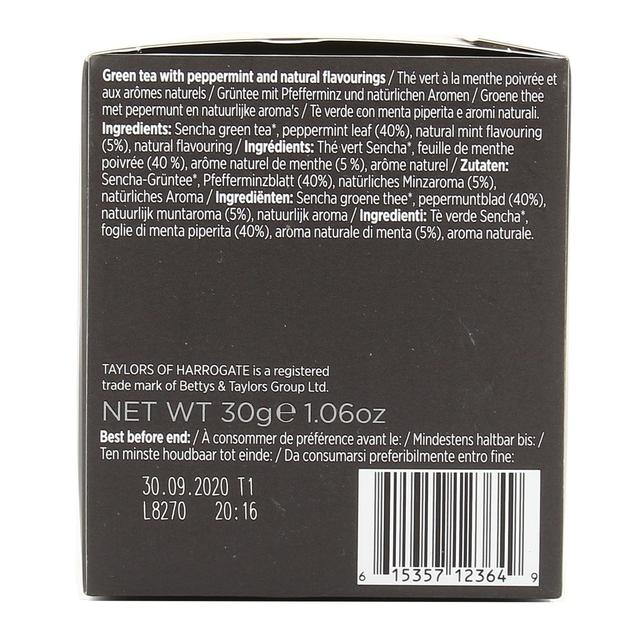 Green tea with peppermint and natural flavourings / Thé vert à la menthe poivrée et
aux arômes naturels / Grüntee mit Pfefferminz und natürlichen Aromen / Groene thee
met pepermunt en natuurlijke aroma's / Tè verde con menta piperita e aromi naturali.
Ingredients: Sencha green tea*, peppermint leaf (40%), natural mint flavouring
(5%), natural flavouring / Ingrédients: Thé vert Sencha*, feuille de menthe
poivrée (40 %), arôme naturel de menthe (5 %), arôme naturel / Zutaten:
Sencha-Grüntee*, Pfefferminzblatt (40%), natürliches Minzaroma (5%),
natürliches Aroma / Ingrediënten: Sencha groene thee*, pepermuntblad (40%),
natuurlijk muntaroma (5%), natuurlijk aroma / Ingredienti: Tè verde Sencha*,
foglie di menta piperita (40%), aroma naturale di menta (5%), aroma naturale.
TAYLORS OF HARROGATE is a registered
trade mark of Bettys & Taylors Group Ltd.
NET WT 30g℮ 1.06oz
Best before end: / À consommer de préférence avant le: / Mindestens haltbar bis: /
Ten minste houdbaar tot einde: / Da consumarsi preferibilmente entro fine:
30.09.2020 T1
L8270 20:16
6 15357 12364 9